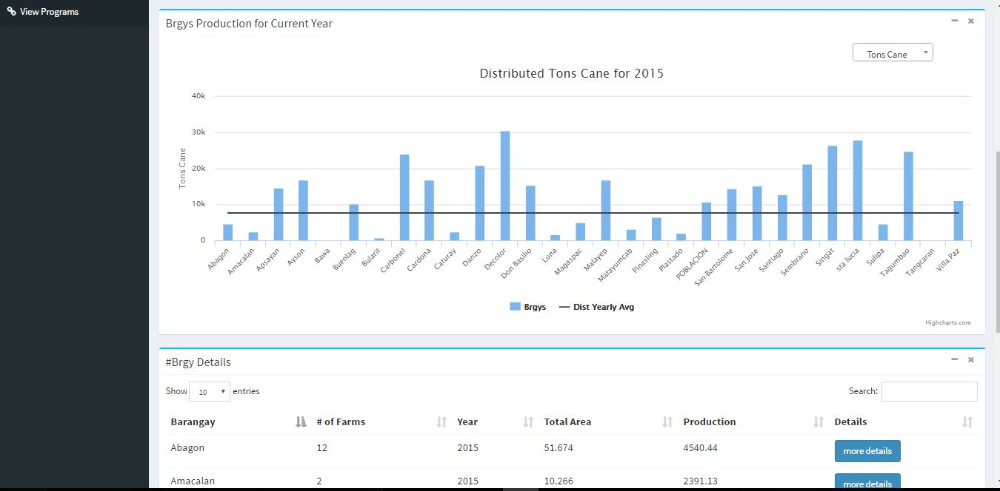 View Programs
Brgys Production for Current Year
Tons Cane
Distributed Tons Cane for 2015
40k
30k
20k
10k
0
Tons Cane
Abagon Amacalan Apsayan Ayson Bawa Buenlag Bularit Carbonel Cardona Caturay Danzo Decolor Don Basilio Luna Magaspac Malayep Matayumcab Pinasling Plastado POBLACION San Bartolome San Jose Santiago Sembrano Singat sta lucia Sulipa Tagumbao Tangcaran Villa Paz
Brgys Dist Yearly Avg
Highcharts.com
#Brgy Details
Show 10 entries Search:
Barangay # of Farms Year Total Area Production Details
Abagon 12 2015 51.674 4540.44 more details
Amacalan 2 2015 10.266 2391.13 more details